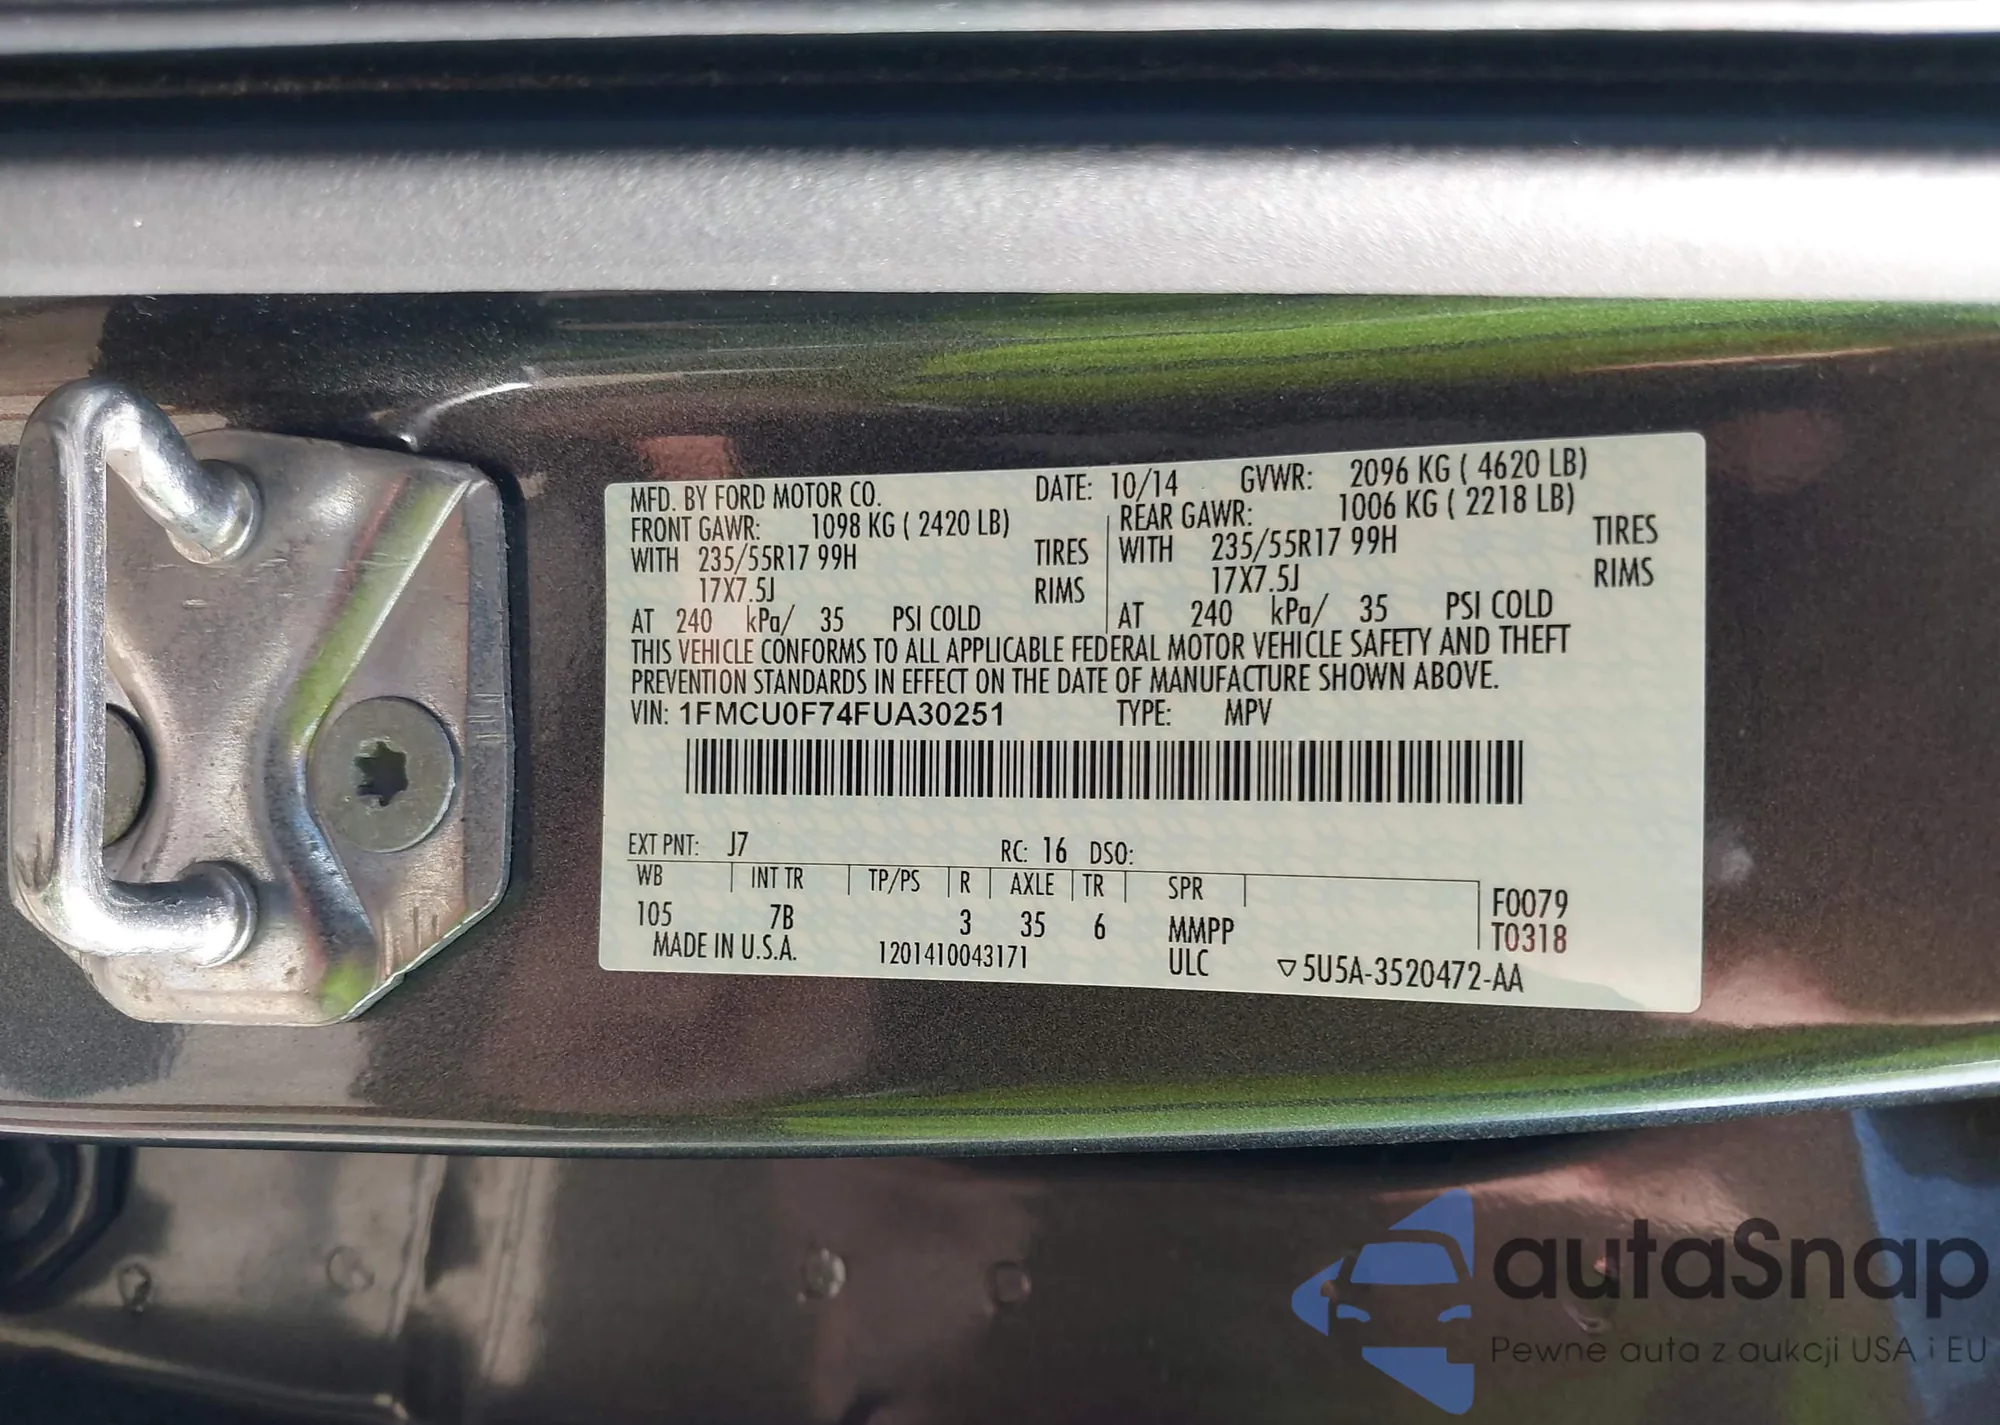 MFD. BY FORD MOTOR CO. DATE: 10/14 GVWR: 2096 KG ( 4620 LB)
FRONT GAWR: 1098 KG ( 2420 LB) REAR GAWR: 1006 KG ( 2218 LB)
WITH 235/55R17 99H TIRES WITH 235/55R17 99H TIRES
17X7.5J RIMS 17X7.5J RIMS
AT 240 kPa/ 35 PSI COLD AT 240 kPa/ 35 PSI COLD
THIS VEHICLE CONFORMS TO ALL APPLICABLE FEDERAL MOTOR VEHICLE SAFETY AND THEFT
PREVENTION STANDARDS IN EFFECT ON THE DATE OF MANUFACTURE SHOWN ABOVE.
VIN: 1FMCU0F74FUA30251 TYPE: MPV
EXT PNT: J7 RC: 16 DSO:
WB INT TR TP/PS R AXLE TR SPR
105 7B 3 35 6 MMPP
F0079
T0318
MADE IN U.S.A. 1201410043171 ULC ▽5U5A-3520472-AA
autaSnap
Pewne auta z aukcji USA i EU